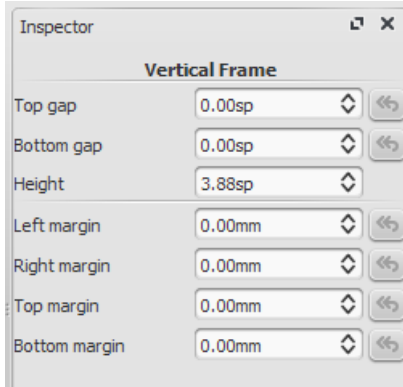 Inspector
Vertical Frame
Top gap 0.00sp
Bottom gap 0.00sp
Height 3.88sp
Left margin 0.00mm
Right margin 0.00mm
Top margin 0.00mm
Bottom margin 0.00mm